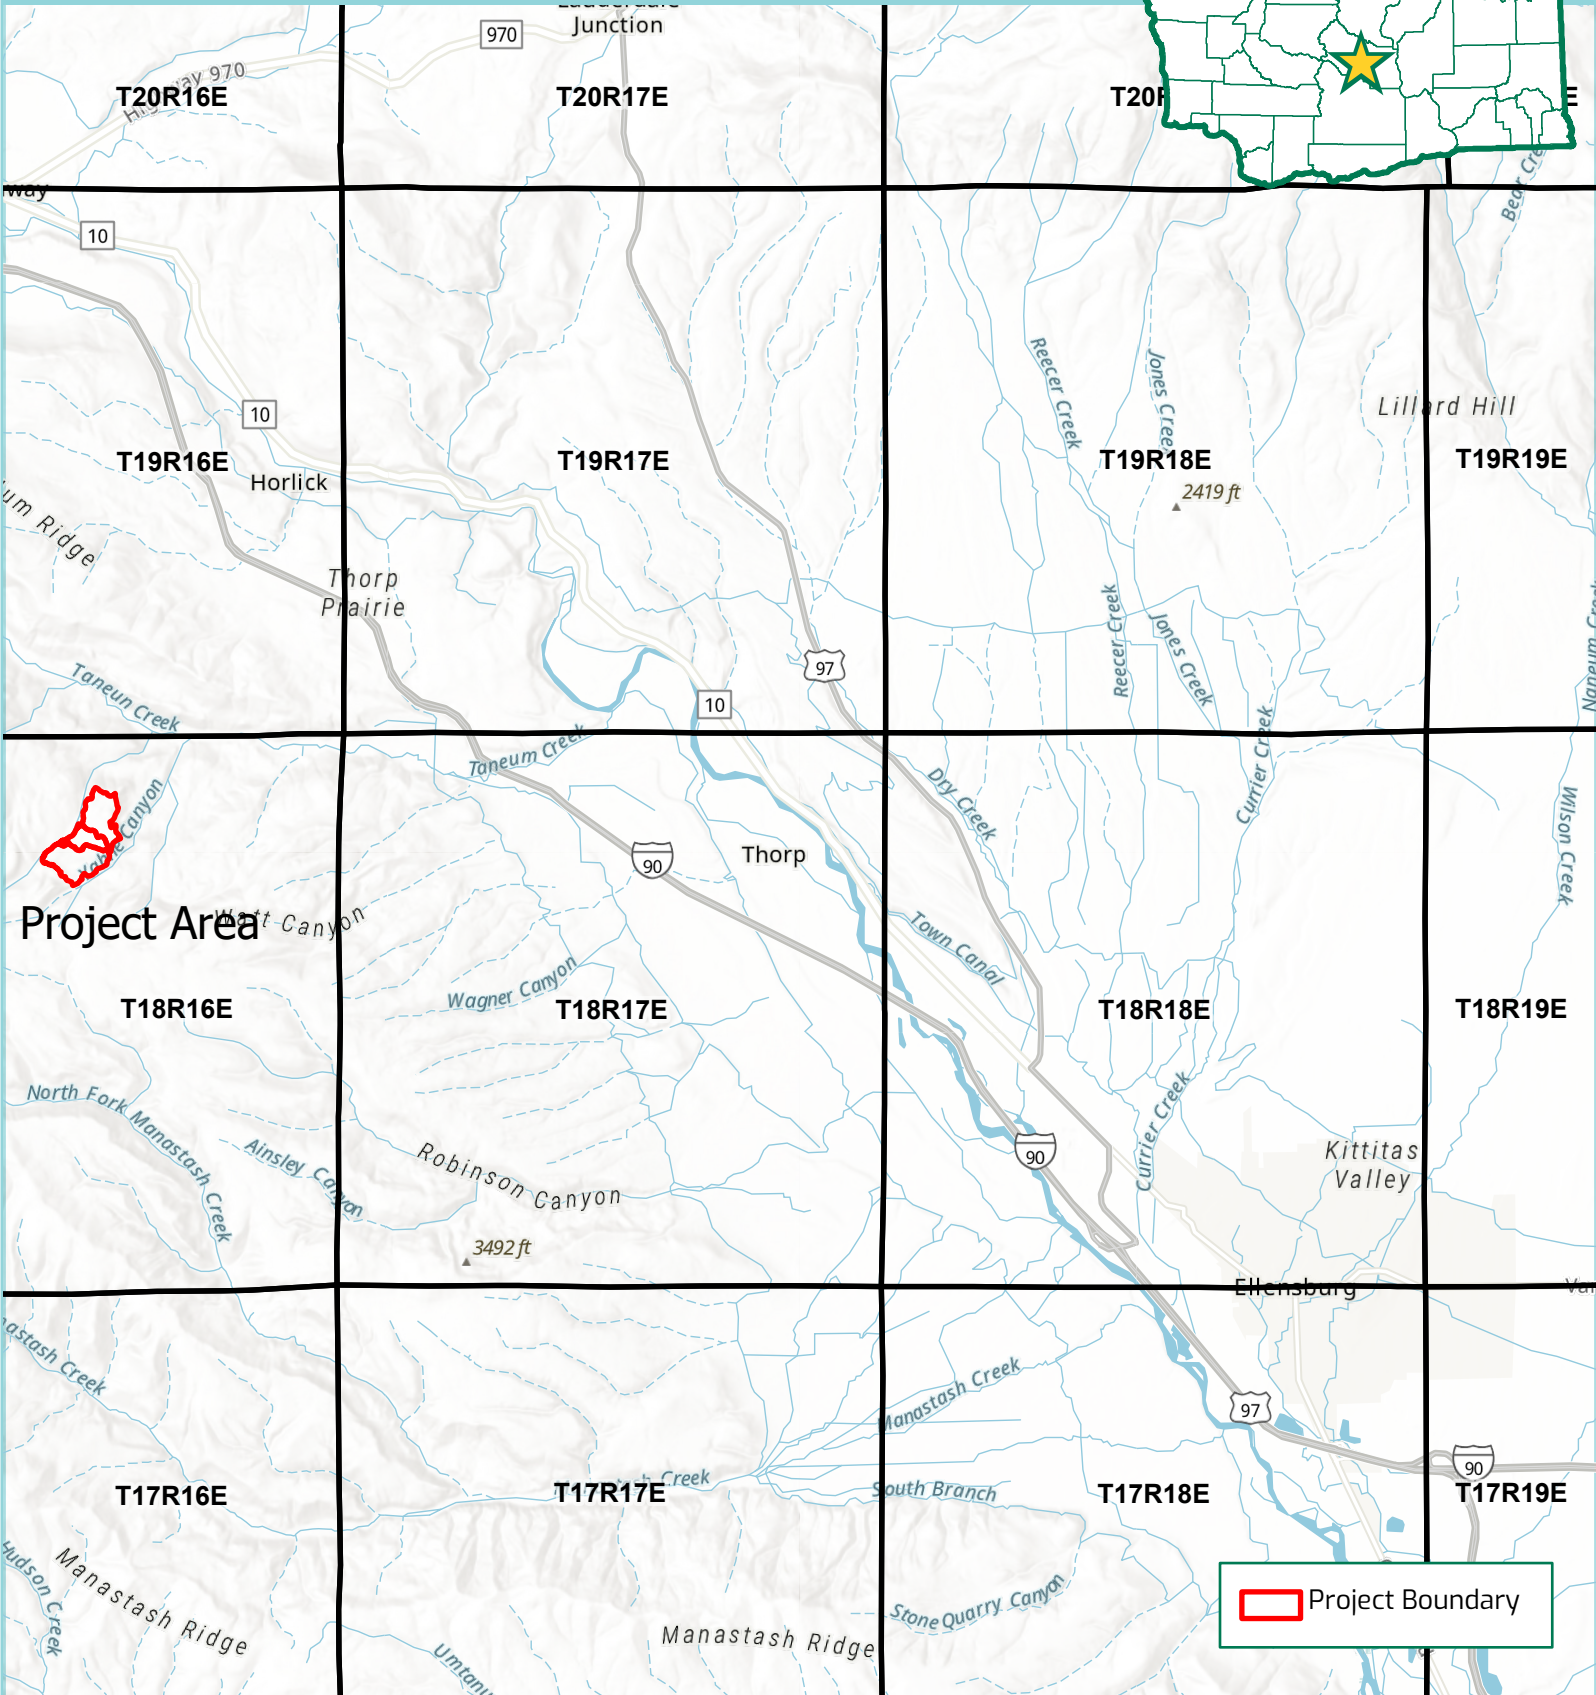 Junction
970
Highway 970
T20R16E
T20R17E
10
Reecer Creek
Jones Creek
Lillard Hill
10
T19R16E
Horlick
T19R17E
T19R18E
T19R19E
2419 ft
Ridge
Thorp
Prairie
Reecer Creek
Jones Creek
97
Taneun Creek
10
Taneum Creek
Currier Creek
Dry Creek
Wilson Creek
Canyon
90
Thorp
Project Area
Watt Canyon
Town Canal
Wagner Canyon
T18R16E
T18R17E
T18R18E
T18R19E
North Fork Manastash Creek
Ainsley Canyon
Robinson Canyon
90
Currier Creek
Kittitas
Valley
3492 ft
Ellensburg
Creek
Manastash Creek
97
90
T17R16E
T17R17E
Creek
South Branch
T17R18E
T17R19E
Hudson Creek
Manastash Ridge
Stone Quarry Canyon
Manastash Ridge
Project Boundary